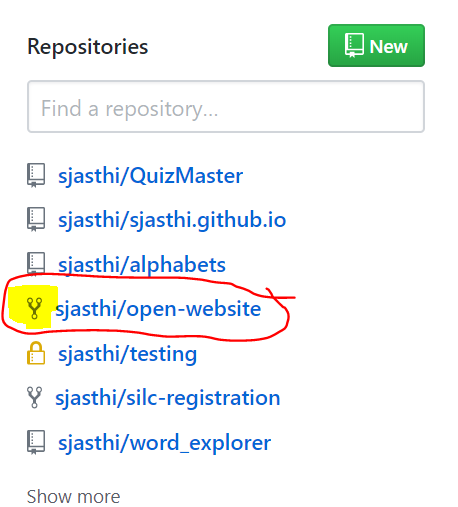 Repositories
New
Find a repository...
sjasthi/QuizMaster
sjasthi/sjasthi.github.io
sjasthi/alphabets
sjasthi/open-website
sjasthi/testing
sjasthi/silc-registration
sjasthi/word_explorer
Show more